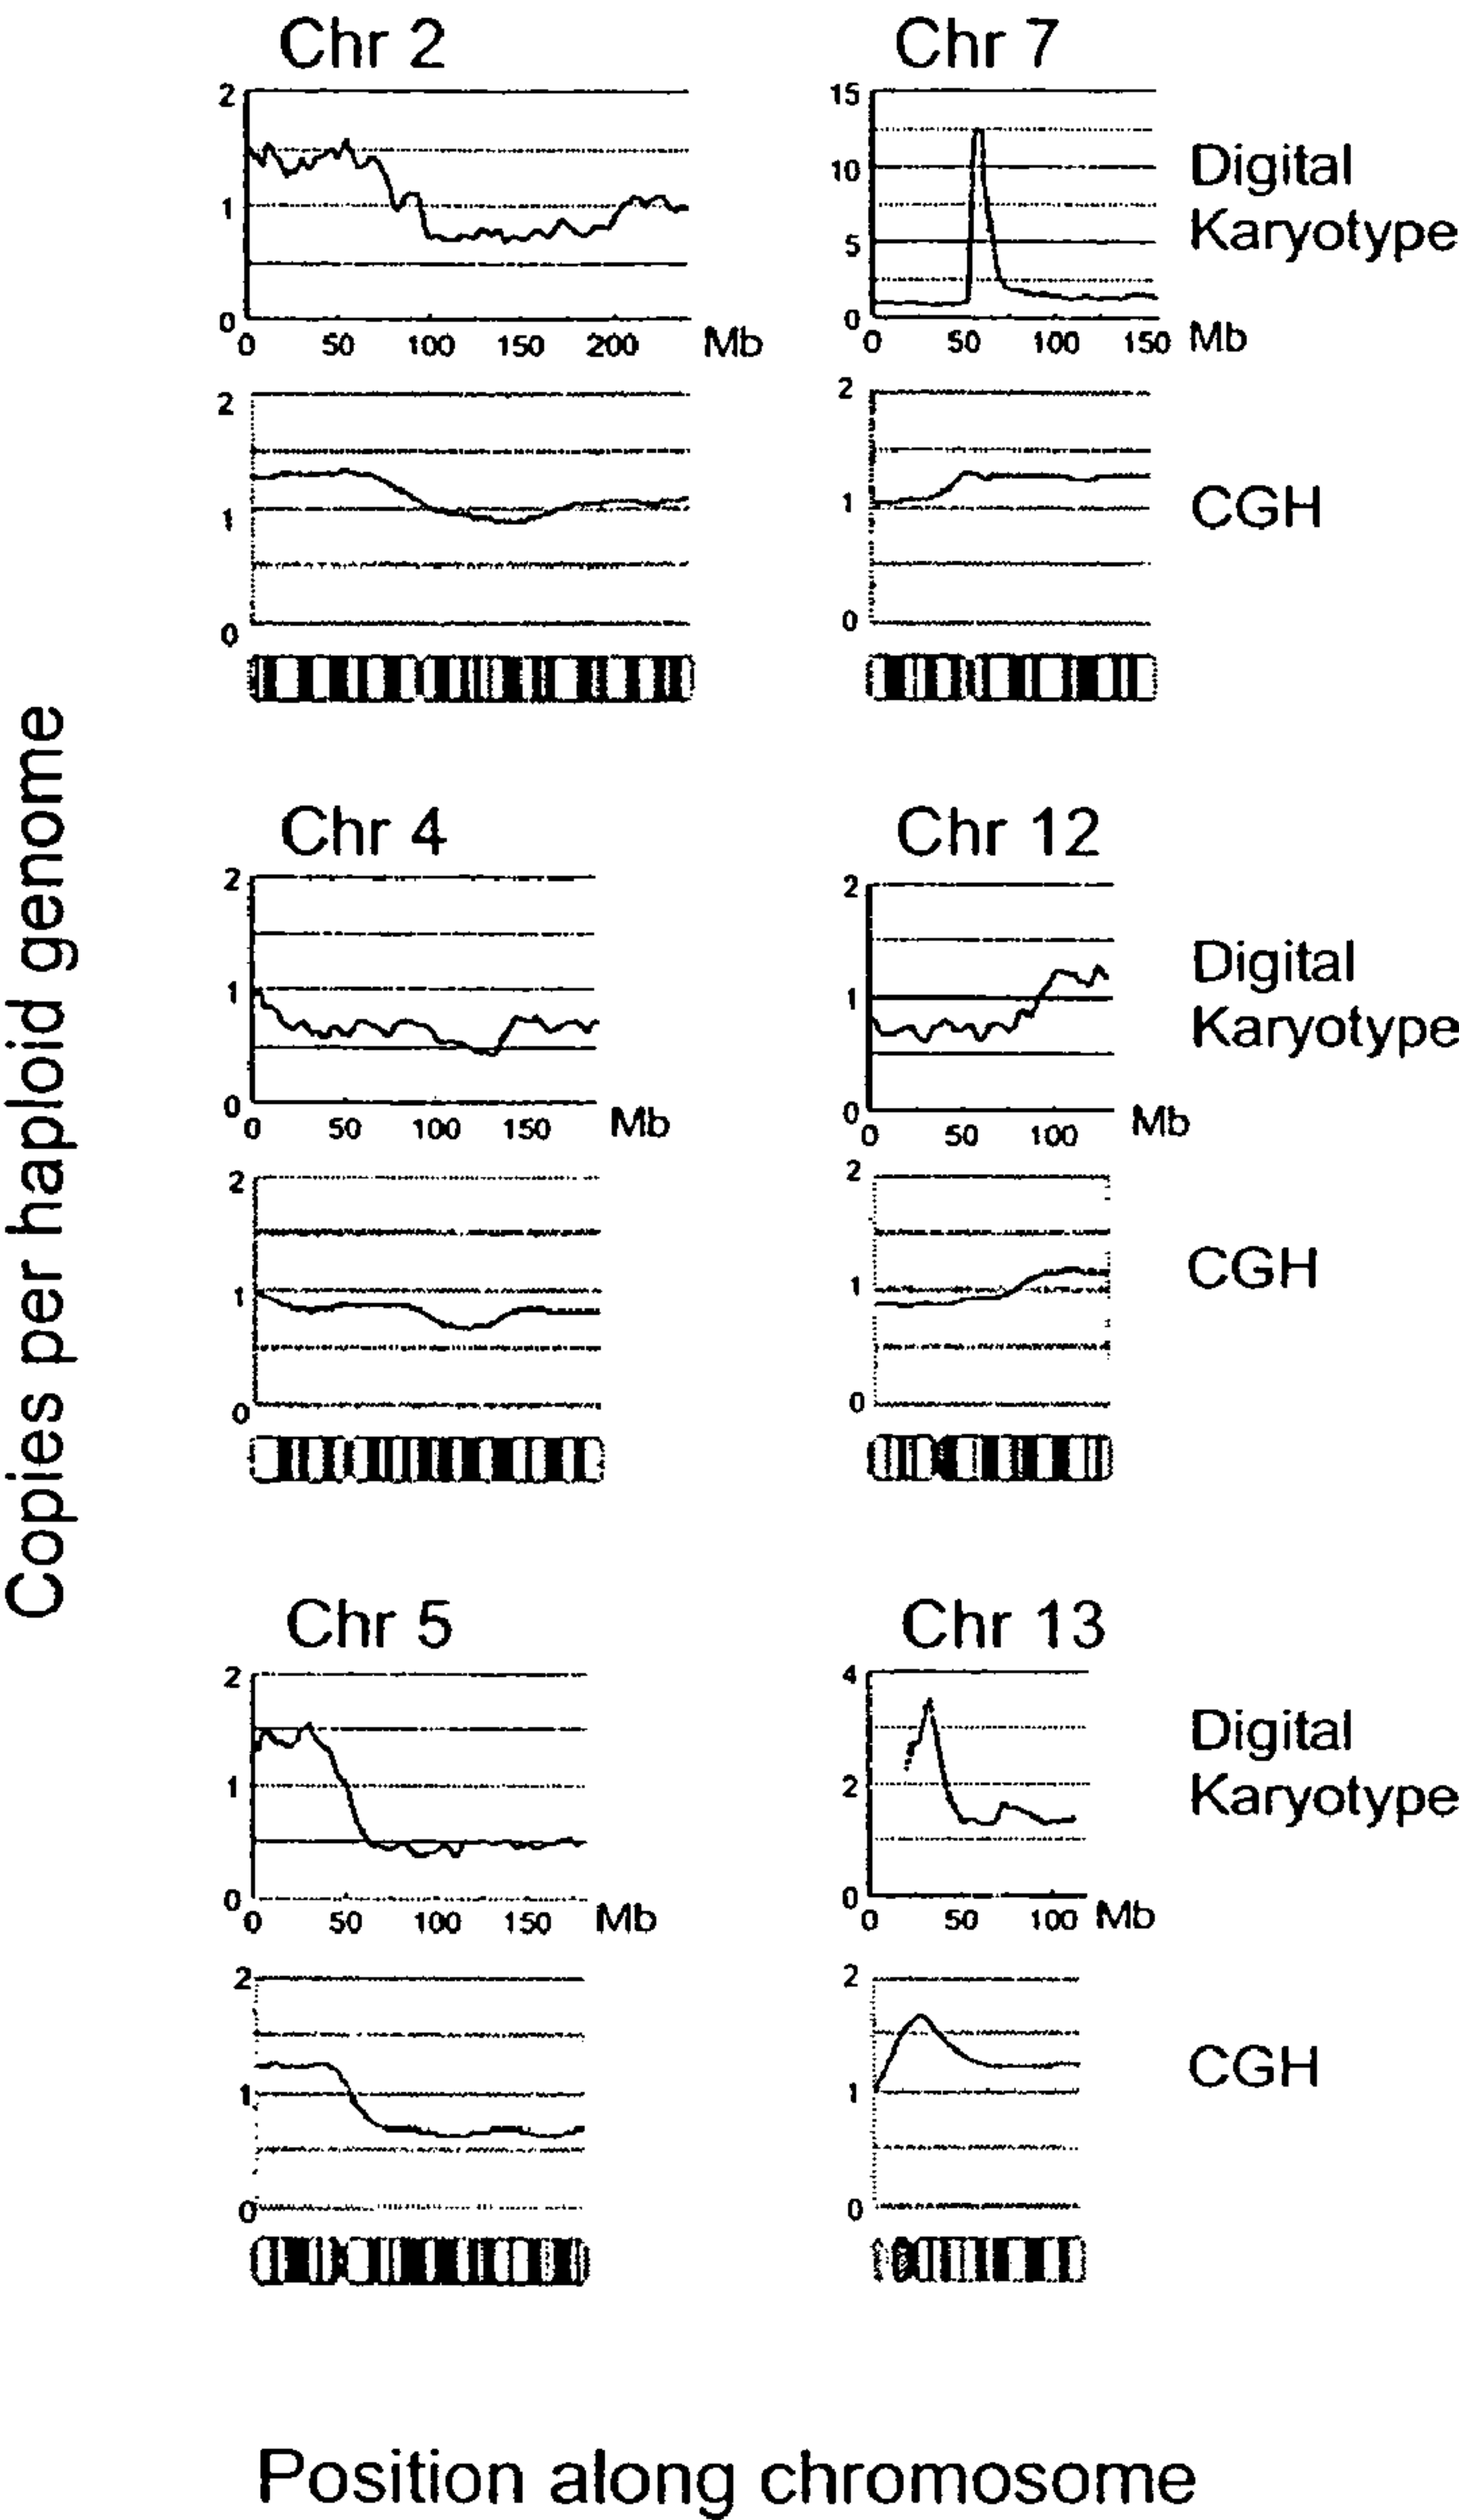 Copies per haploid genome
Chr 2
2
1
0
0 50 100 150 200 Mb
2
1
0
Chr 7
15
10
5
0
0 50 100 150 Mb
Digital
Karyotype
2
1
0
CGH
Chr 4
2
1
0
0 50 100 150 Mb
2
1
0
Chr 12
2
1
0
0 50 100 Mb
Digital
Karyotype
2
1
0
CGH
Chr 5
2
1
0
0 50 100 150 Mb
2
1
0
Chr 13
4
2
0
0 50 100 Mb
Digital
Karyotype
2
1
0
CGH
Position along chromosome